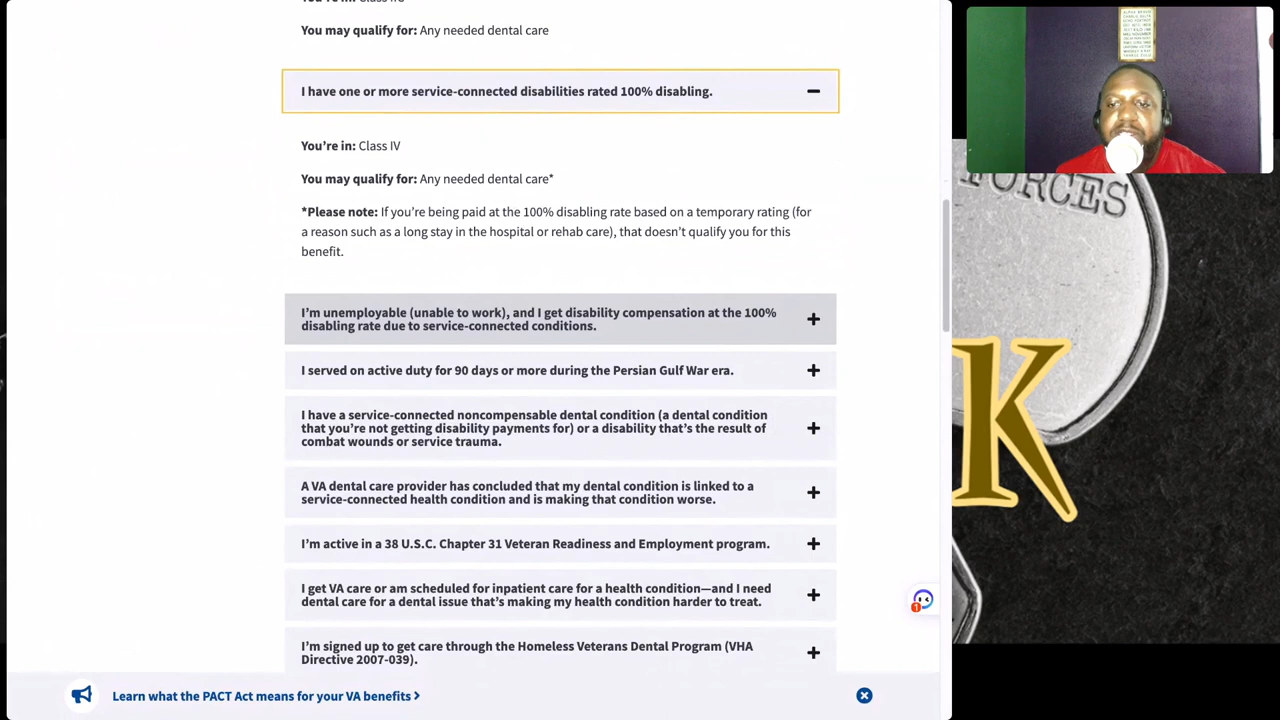 You may qualify for: Any needed dental care
I have one or more service-connected disabilities rated 100% disabling.
You're in: Class IV
You may qualify for: Any needed dental care*
*Please note: If you're being paid at the 100% disabling rate based on a temporary rating (for
a reason such as a long stay in the hospital or rehab care), that doesn't qualify you for this
benefit.
I'm unemployable (unable to work), and I get disability compensation at the 100%
disabling rate due to service-connected conditions.
I served on active duty for 90 days or more during the Persian Gulf War era.
I have a service-connected noncompensable dental condition (a dental condition
that you're not getting disability payments for) or a disability that's the result of
combat wounds or service trauma.
A VA dental care provider has concluded that my dental condition is linked to a
service-connected health condition and is making that condition worse.
I'm active in a 38 U.S.C. Chapter 31 Veteran Readiness and Employment program.
I get VA care or am scheduled for inpatient care for a health condition—and I need
dental care for a dental issue that's making my health condition harder to treat.
I'm signed up to get care through the Homeless Veterans Dental Program (VHA
Directive 2007-039).
1
Learn what the PACT Act means for your VA benefits >
FORCES
K